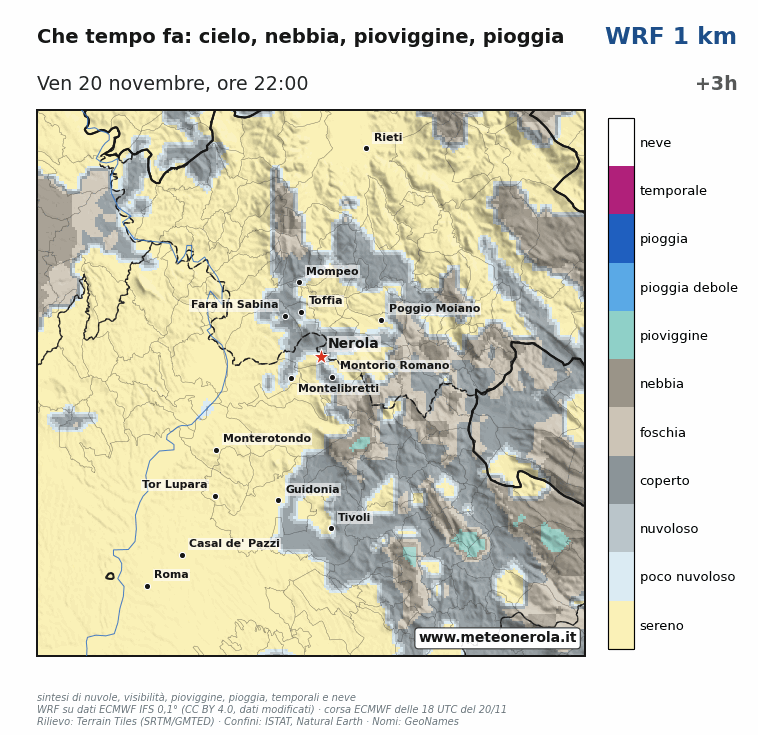 Che tempo fa: cielo, nebbia, pioviggine, pioggia
WRF 1 km
Ven 20 novembre, ore 22:00
+3h
Rieti
Mompeo
Fara in Sabina
Toffia
Poggio Moiano
Nerola
Montorio Romano
Montelibretti
Monterotondo
Tor Lupara
Guidonia
Tivoli
Casal de' Pazzi
Roma
www.meteonerola.it
neve
temporale
pioggia
pioggia debole
pioviggine
nebbia
foschia
coperto
nuvoloso
poco nuvoloso
sereno
sintesi di nuvole, visibilità, pioviggine, pioggia, temporali e neve
WRF su dati ECMWF IFS 0,1° (CC BY 4.0, dati modificati) · corsa ECMWF delle 18 UTC del 20/11
Rilievo: Terrain Tiles (SRTM/GMTED) · Confini: ISTAT, Natural Earth · Nomi: GeoNames